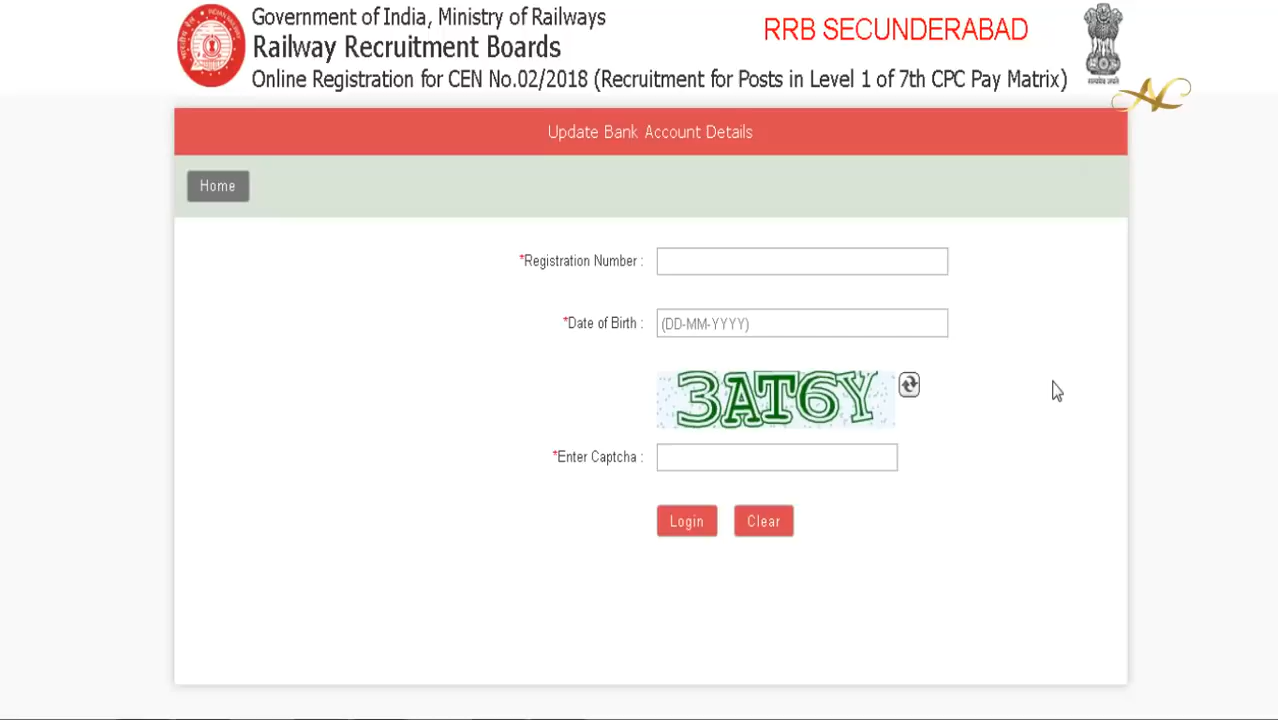 Government of India, Ministry of Railways
RRB SECUNDERABAD
Railway Recruitment Boards
Online Registration for CEN No.02/2018 (Recruitment for Posts in Level 1 of 7th CPC Pay Matrix)
Update Bank Account Details
Home
*Registration Number :
*Date of Birth : (DD-MM-YYYY)
3AT6Y
*Enter Captcha :
Login Clear